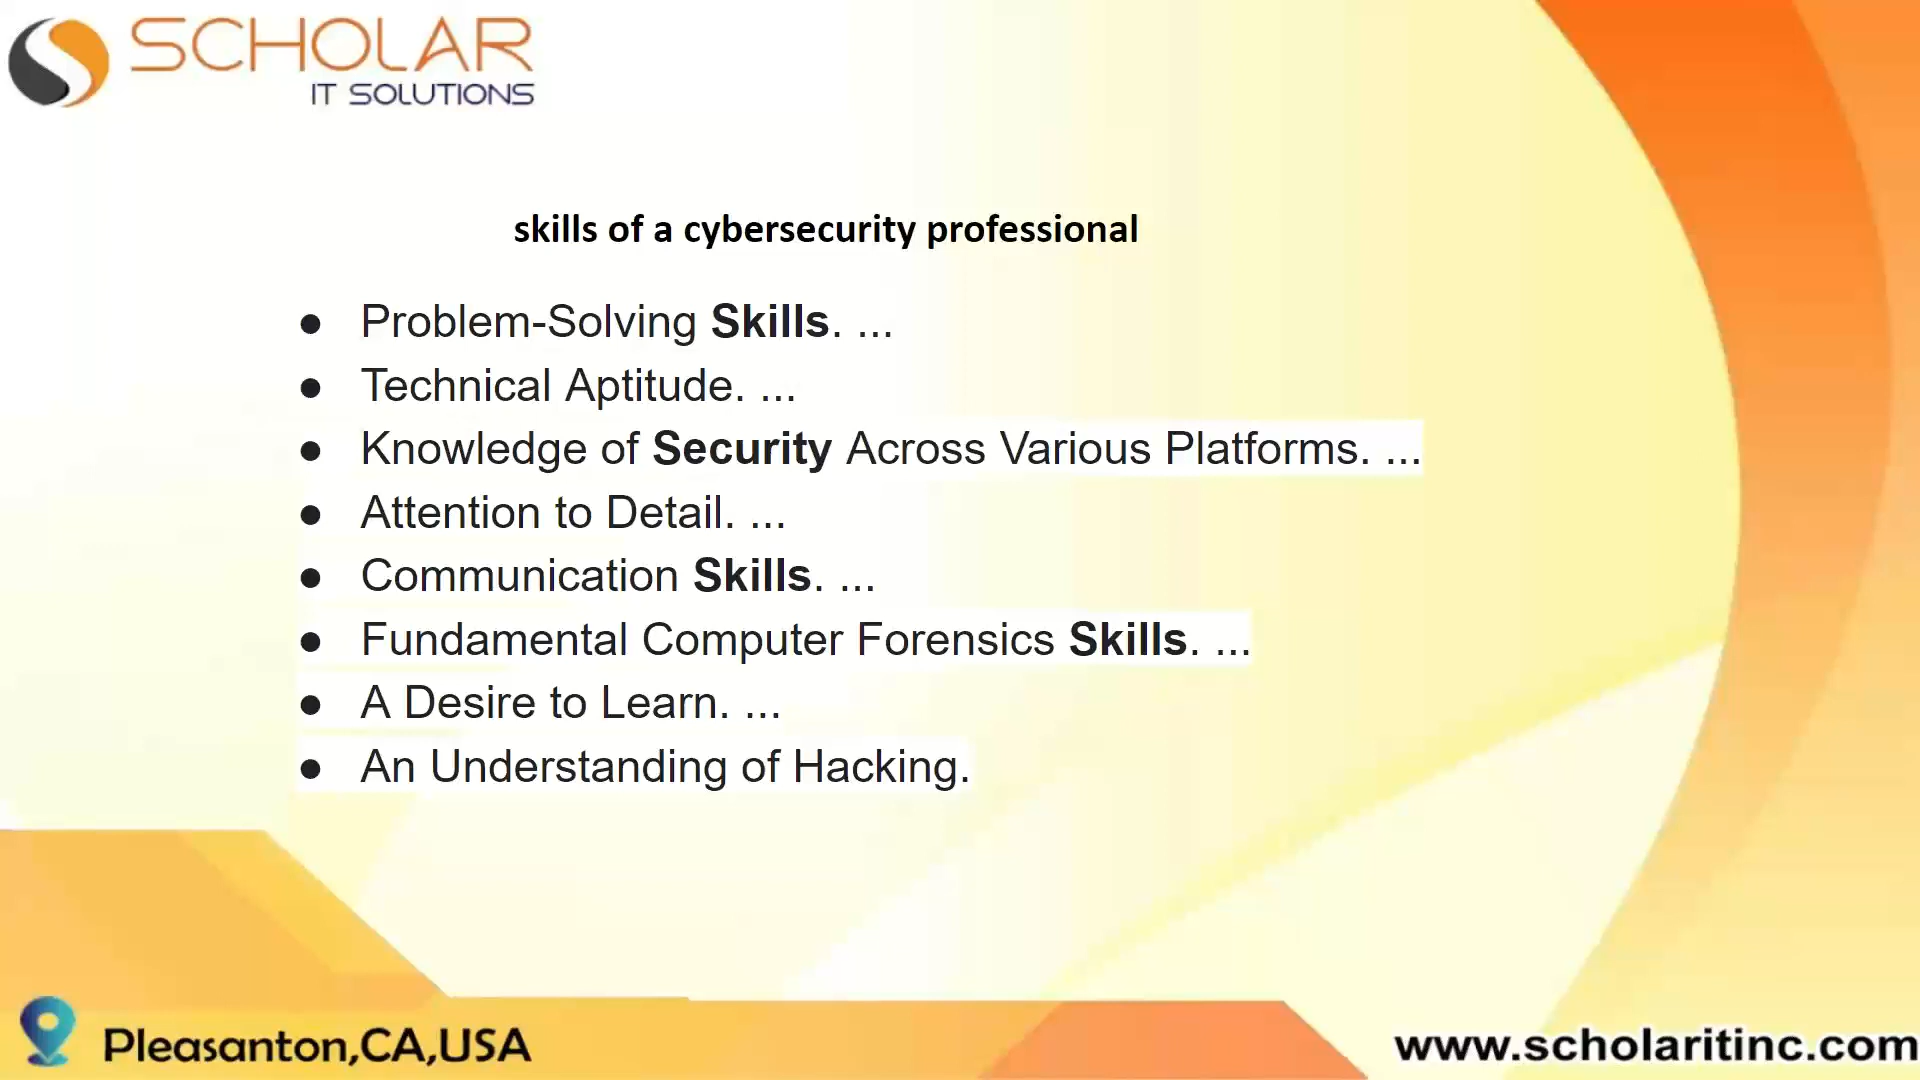 SCHOLAR
IT SOLUTIONS
skills of a cybersecurity professional
● Problem-Solving Skills. ...
● Technical Aptitude. ...
● Knowledge of Security Across Various Platforms. ...
● Attention to Detail. ...
● Communication Skills. ...
● Fundamental Computer Forensics Skills. ...
● A Desire to Learn. ...
● An Understanding of Hacking.
Pleasanton,CA,USA
www.scholaritinc.com